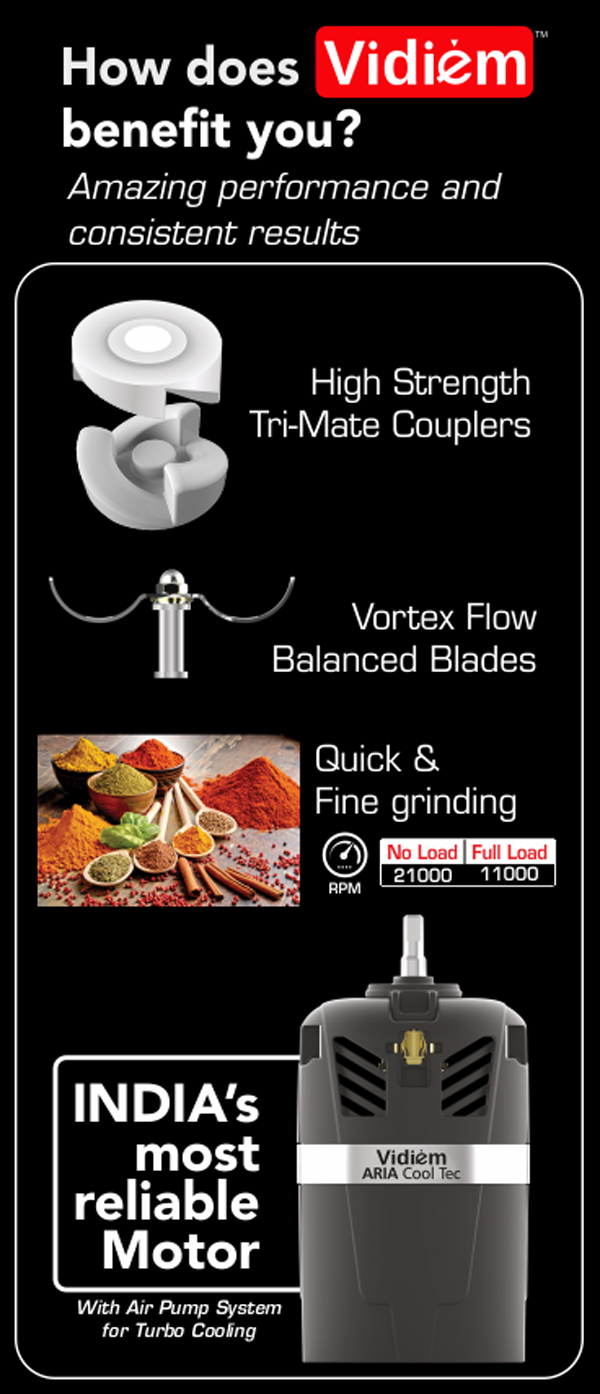 How does Vidiem™
benefit you?
Amazing performance and
consistent results
High Strength
Tri-Mate Couplers
Vortex Flow
Balanced Blades
Quick &
Fine grinding
No Load Full Load
21000 11000
RPM
Vidiem
ARIA Cool Tec
INDIA's
most
reliable
Motor
With Air Pump System
for Turbo Cooling